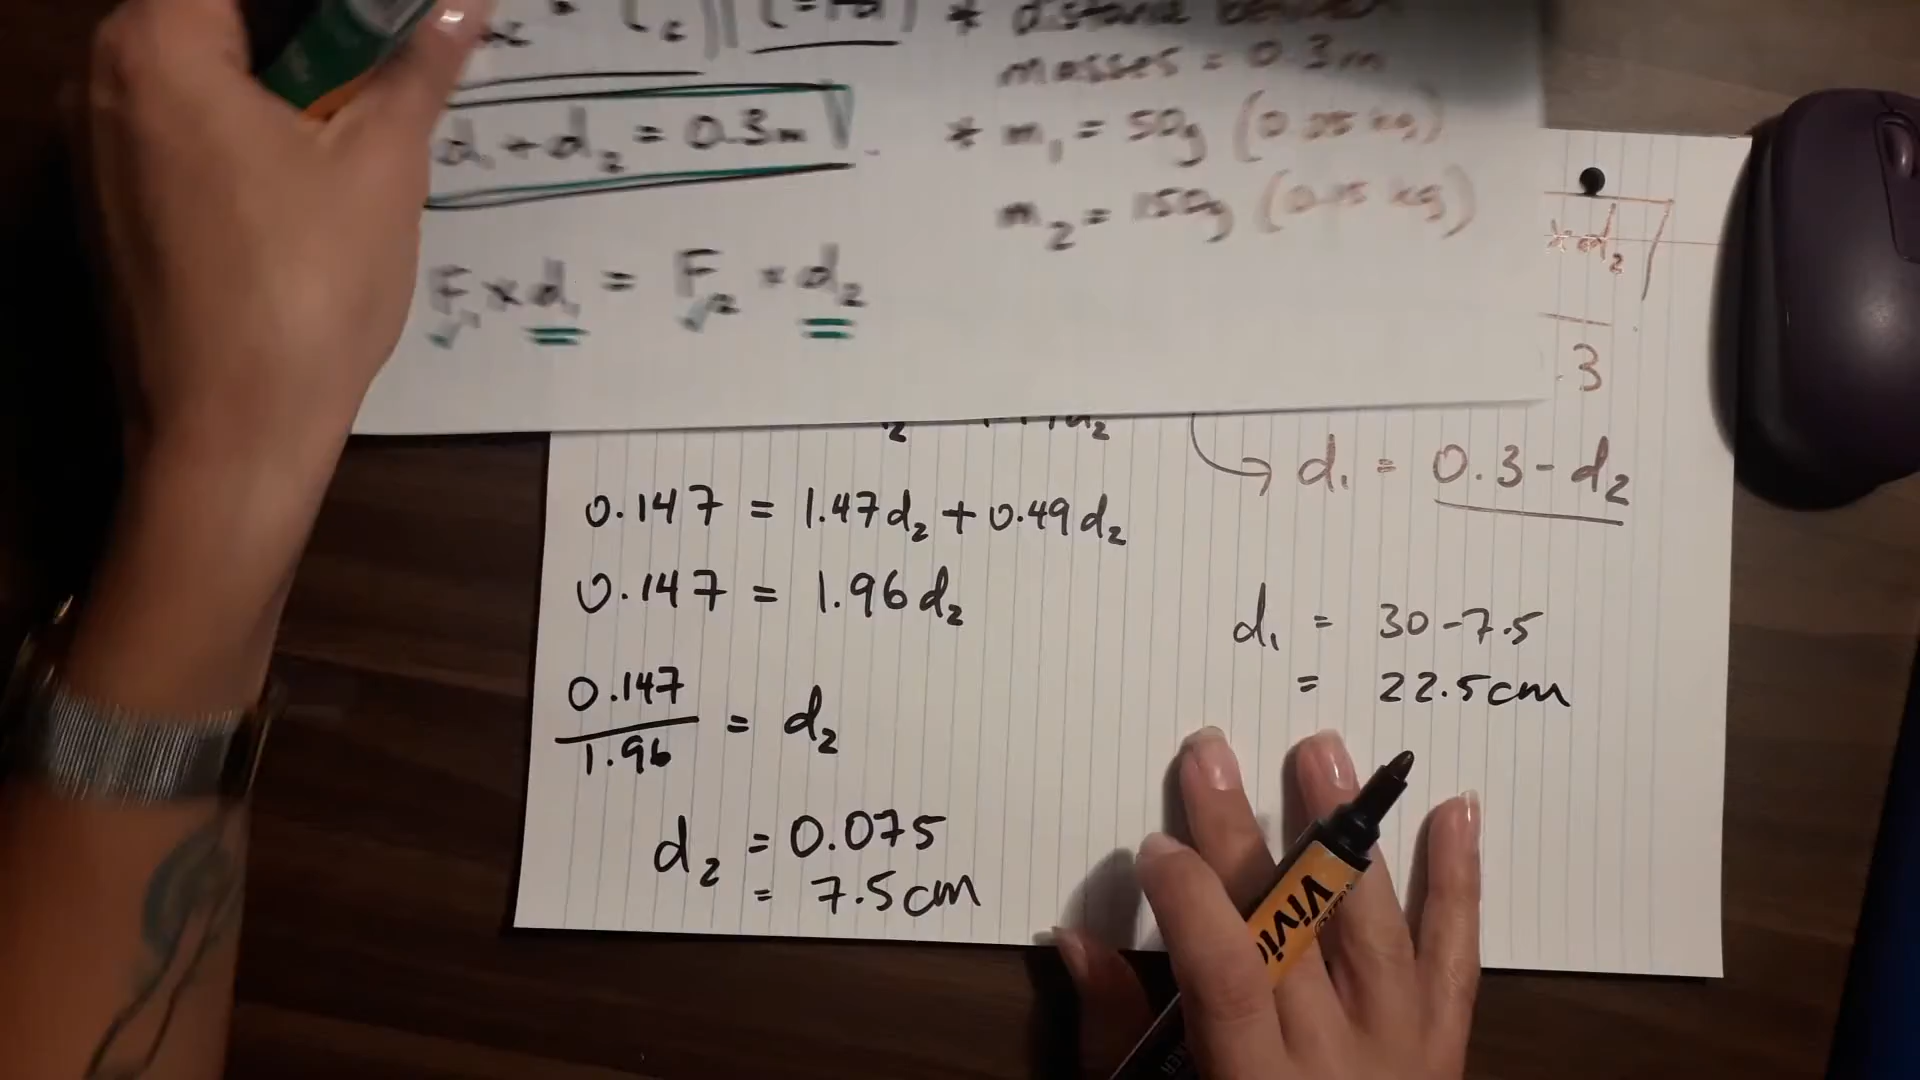 * distance between
masses = 0.3m
d₁ + d₂ = 0.3m
* m₁ = 50g (0.05 kg)
m₂ = 150g (0.15 kg)
F₁ x d₁ = F₂ x d₂
x d₂
.3
d₁ = 0.3 - d₂
0.147 = 1.47d₂ + 0.49d₂
0.147 = 1.96d₂
0.147
1.96
= d₂
d₂ = 0.075
= 7.5cm
d₁ = 30 - 7.5
= 22.5cm